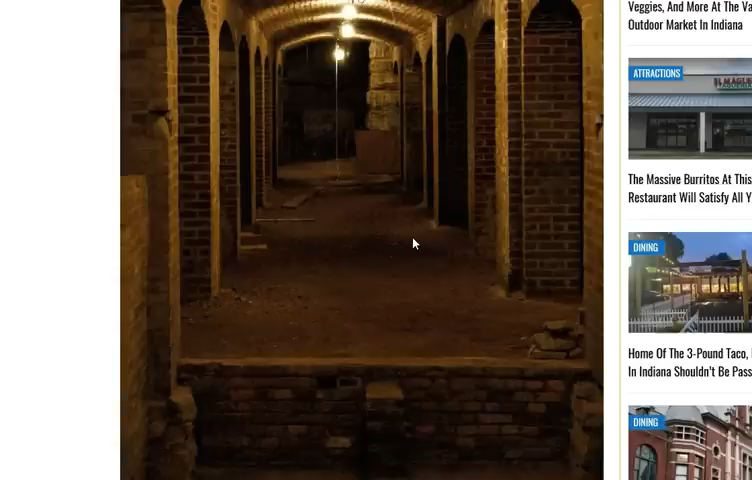 Veggies, And More At The Va
Outdoor Market In Indiana
ATTRACTIONS
The Massive Burritos At This
Restaurant Will Satisfy All Y
DINING
Home Of The 3-Pound Taco,
In Indiana Shouldn't Be Pass
DINING